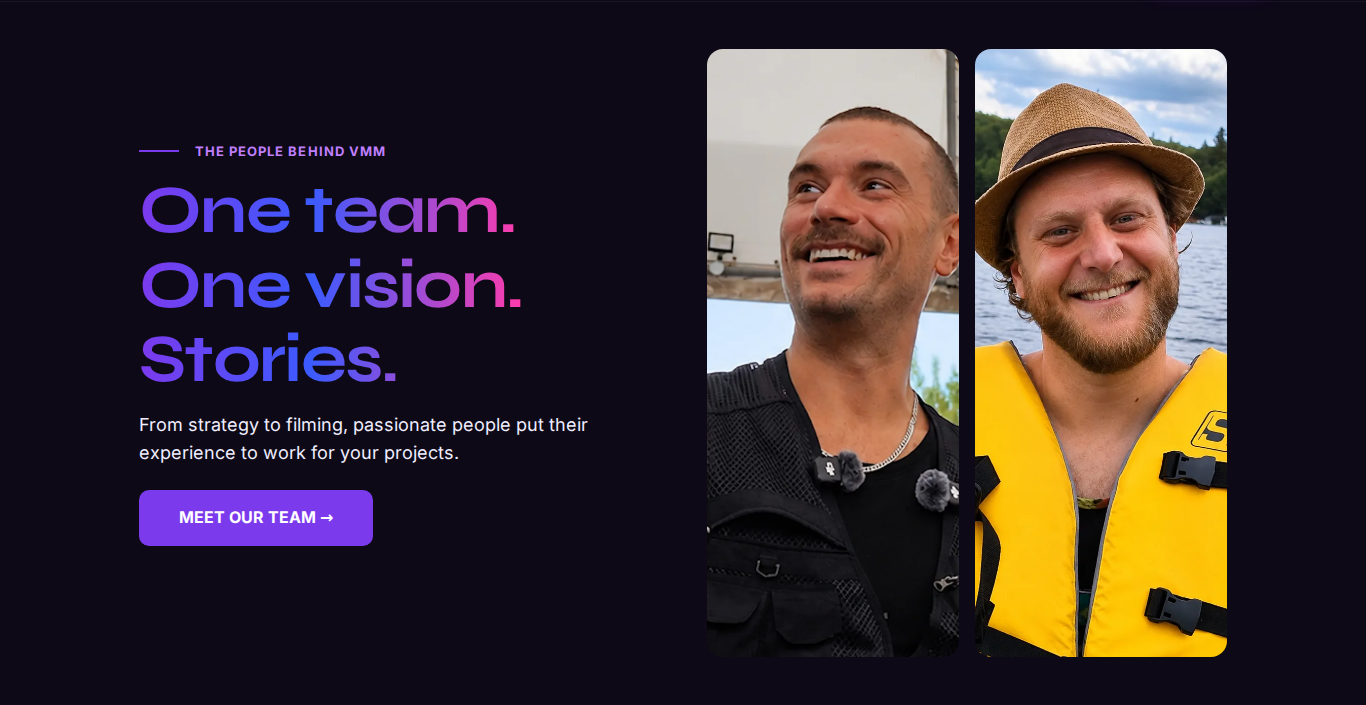 THE PEOPLE BEHIND VMM
One team.
One vision.
Stories.
From strategy to filming, passionate people put their
experience to work for your projects.
MEET OUR TEAM →